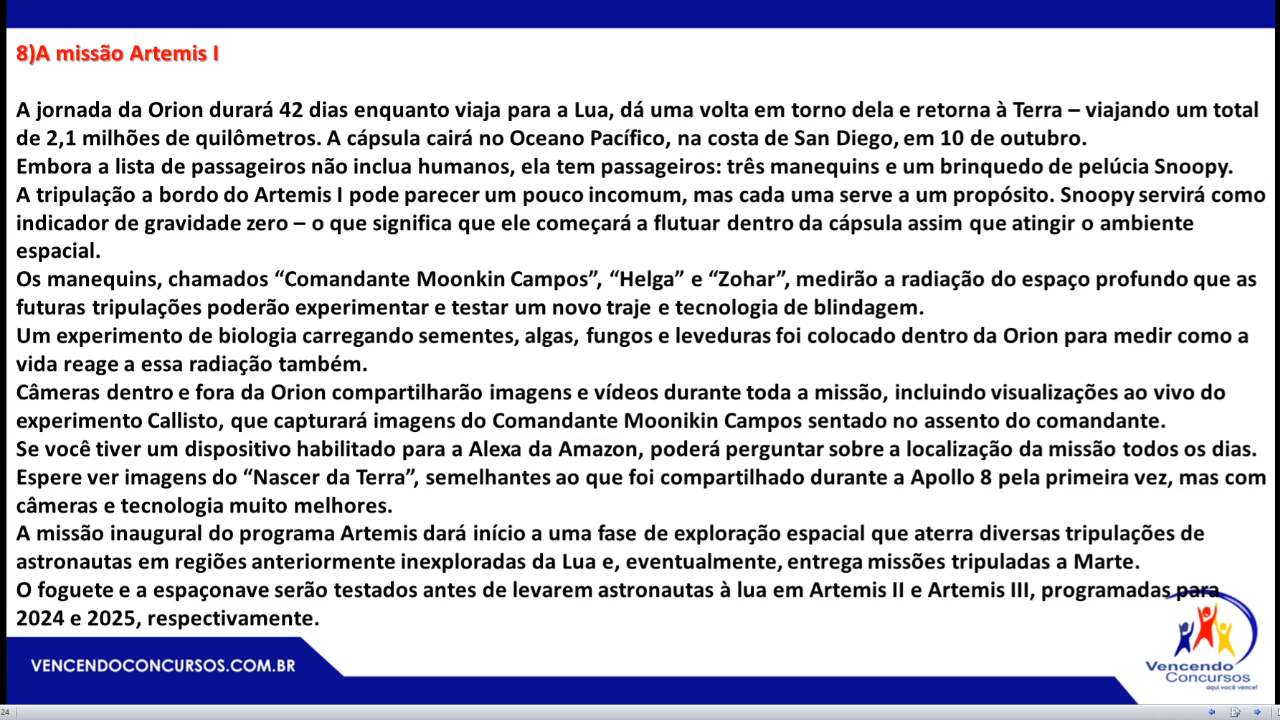 8)A missão Artemis I
A jornada da Orion durará 42 dias enquanto viaja para a Lua, dá uma volta em torno dela e retorna à Terra – viajando um total
de 2,1 milhões de quilômetros. A cápsula cairá no Oceano Pacífico, na costa de San Diego, em 10 de outubro.
Embora a lista de passageiros não inclua humanos, ela tem passageiros: três manequins e um brinquedo de pelúcia Snoopy.
A tripulação a bordo do Artemis I pode parecer um pouco incomum, mas cada uma serve a um propósito. Snoopy servirá como
indicador de gravidade zero – o que significa que ele começará a flutuar dentro da cápsula assim que atingir o ambiente
espacial.
Os manequins, chamados “Comandante Moonkin Campos”, “Helga” e “Zohar”, medirão a radiação do espaço profundo que as
futuras tripulações poderão experimentar e testar um novo traje e tecnologia de blindagem.
Um experimento de biologia carregando sementes, algas, fungos e leveduras foi colocado dentro da Orion para medir como a
vida reage a essa radiação também.
Câmeras dentro e fora da Orion compartilharão imagens e vídeos durante toda a missão, incluindo visualizações ao vivo do
experimento Callisto, que capturará imagens do Comandante Moonikin Campos sentado no assento do comandante.
Se você tiver um dispositivo habilitado para a Alexa da Amazon, poderá perguntar sobre a localização da missão todos os dias.
Espere ver imagens do “Nascer da Terra”, semelhantes ao que foi compartilhado durante a Apollo 8 pela primeira vez, mas com
câmeras e tecnologia muito melhores.
A missão inaugural do programa Artemis dará início a uma fase de exploração espacial que aterra diversas tripulações de
astronautas em regiões anteriormente inexploradas da Lua e, eventualmente, entrega missões tripuladas a Marte.
O foguete e a espaçonave serão testados antes de levarem astronautas à lua em Artemis II e Artemis III, programadas para
2024 e 2025, respectivamente.
VENCENDOCONCURSOS.COM.BR
Vencendo
Concursos
aqui você vence!
24